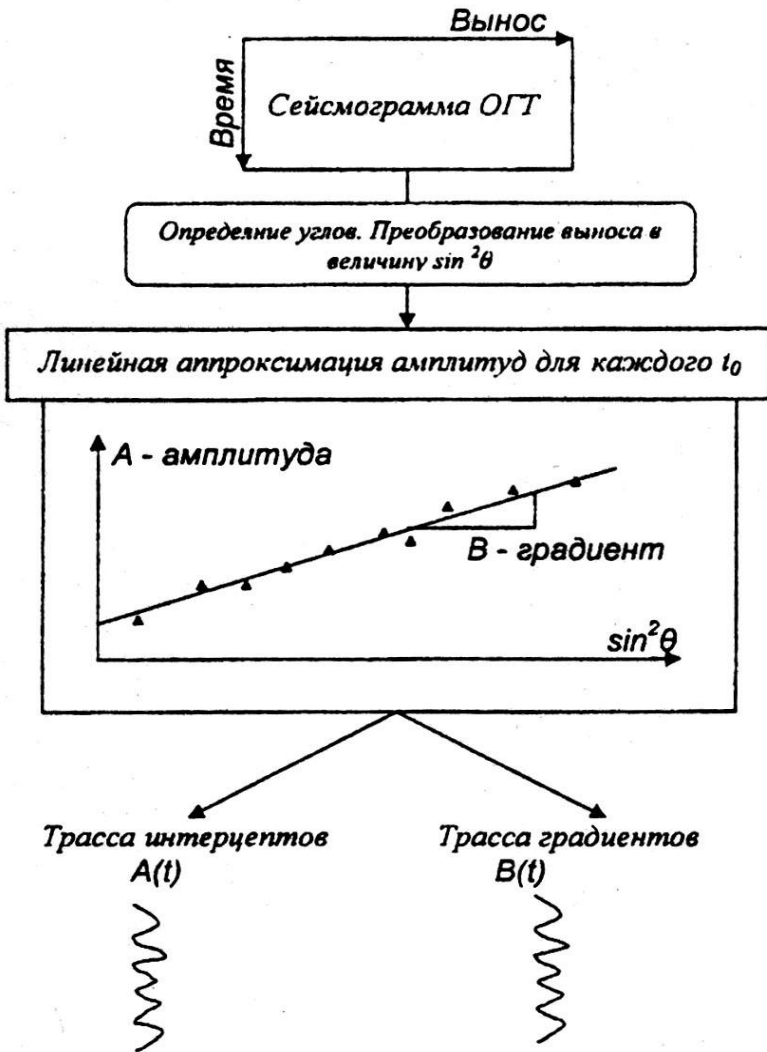 Вынос
Время
Сейсмограмма ОГТ
Определние углов. Преобразование выноса в
величину sin ²θ
Линейная аппроксимация амплитуд для каждого t₀
А - амплитуда
В - градиент
sin²θ
Трасса интерцептов
A(t)
Трасса градиентов
B(t)